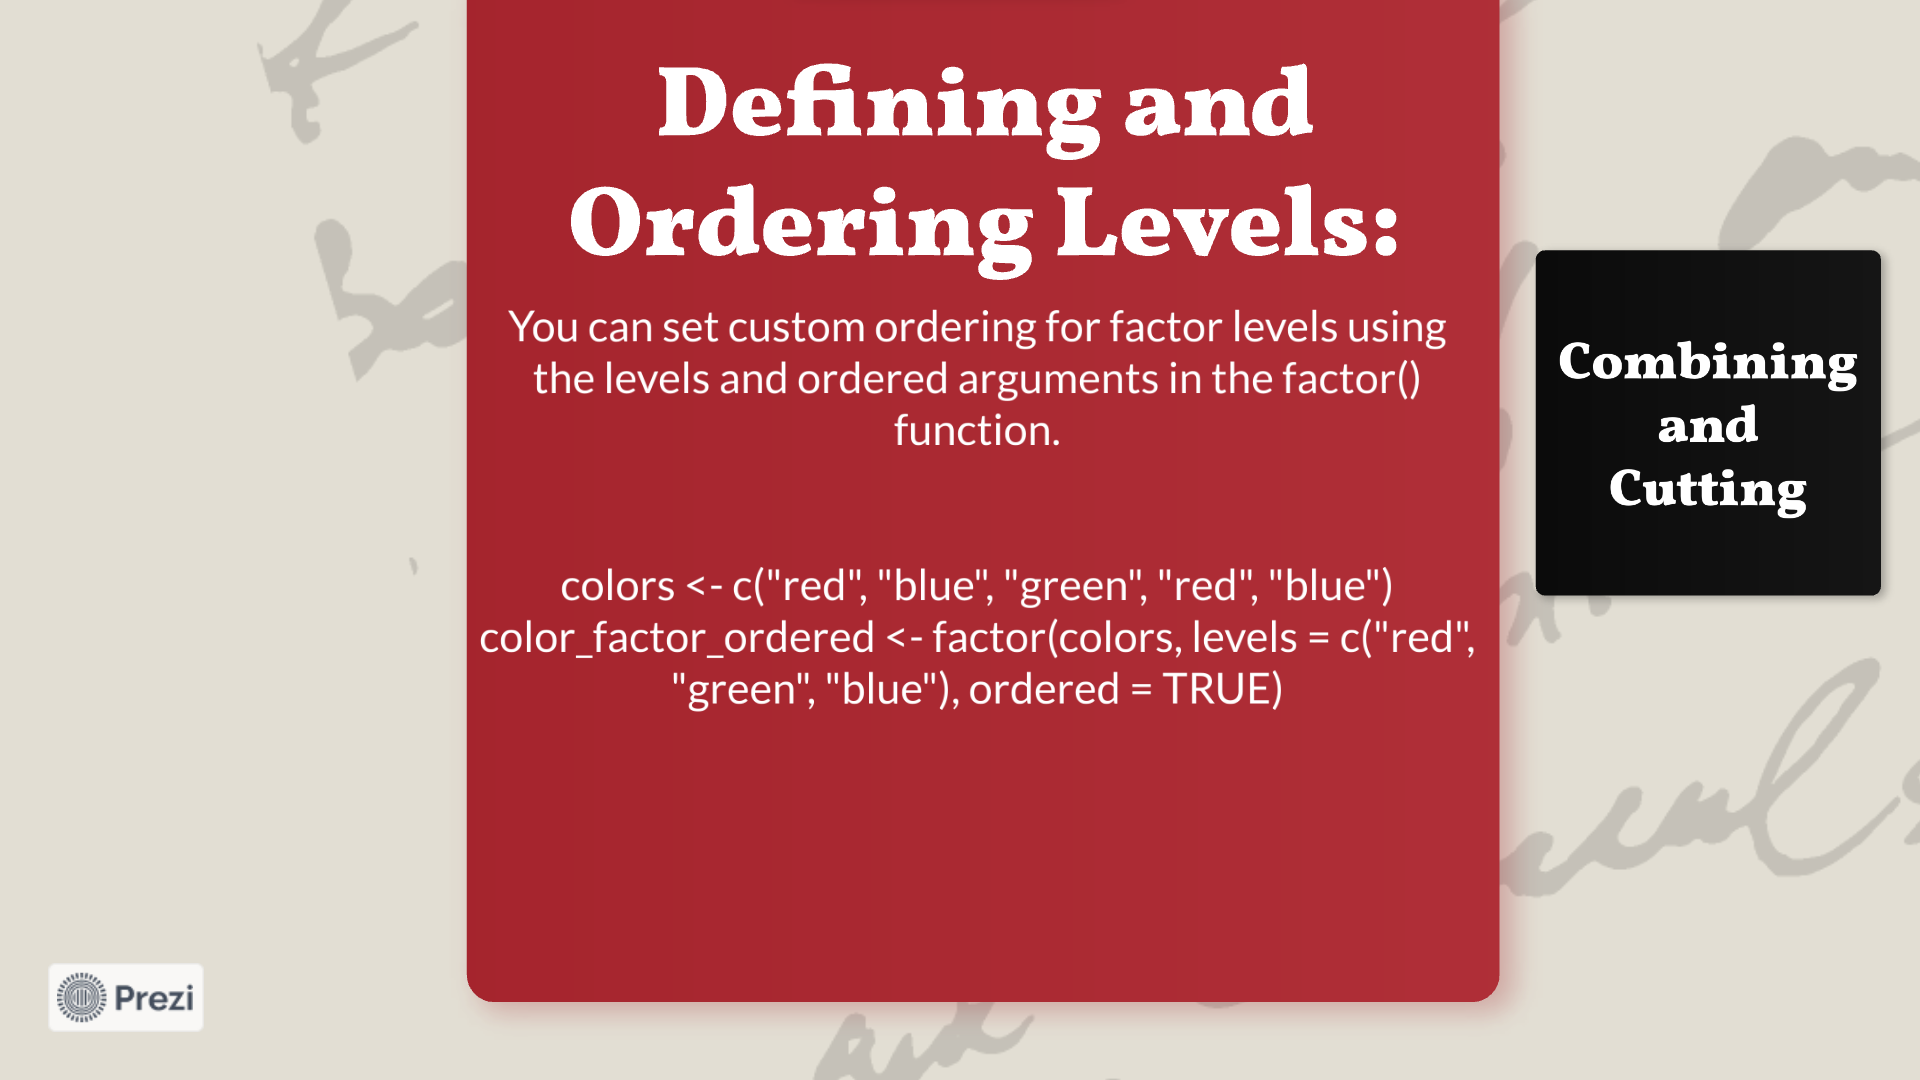 Defining and
Ordering Levels:
You can set custom ordering for factor levels using
the levels and ordered arguments in the factor()
function.
colors <- c("red", "blue", "green", "red", "blue")
color_factor_ordered <- factor(colors, levels = c("red",
"green", "blue"), ordered = TRUE)
Combining
and
Cutting
Prezi